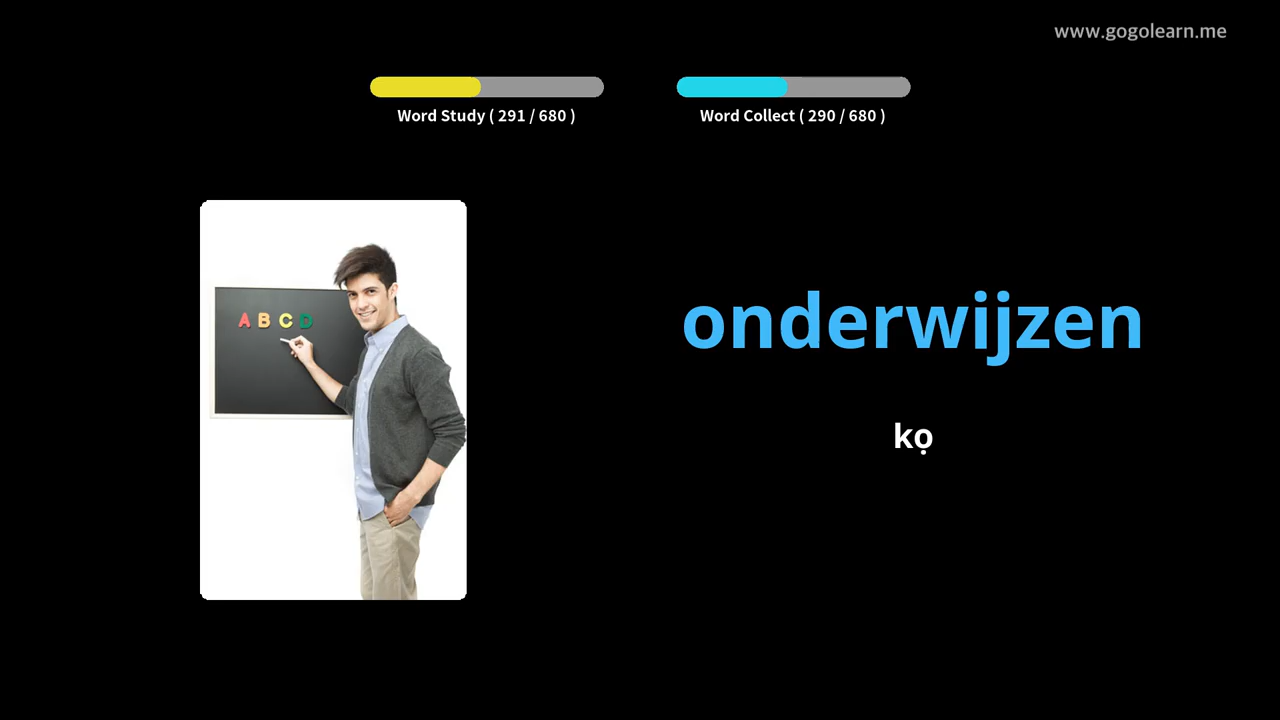 www.gogolearn.me
Word Study ( 291 / 680 )
Word Collect ( 290 / 680 )
A B C D
onderwijzen
kọ